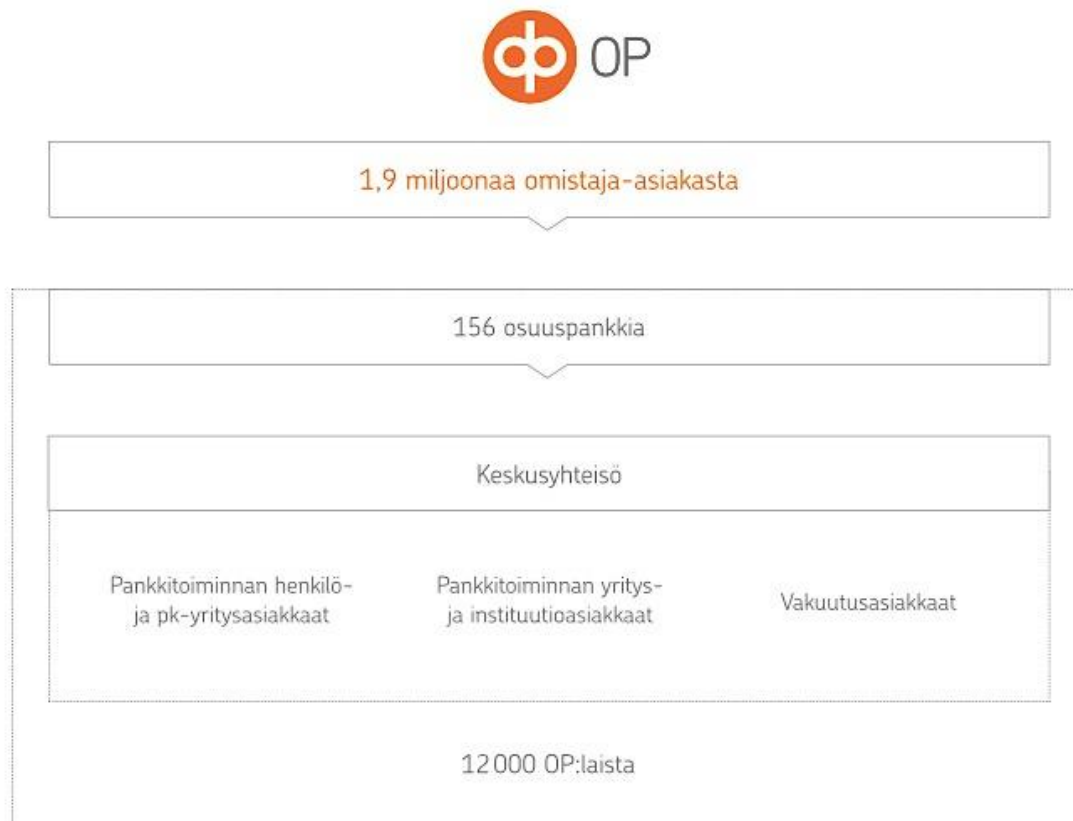 OP
1,9 miljoonaa omistaja-asiakasta
156 osuuspankkia
Keskusyhteisö
Pankkitoiminnan henkilö-
ja pk-yritysasiakkaat
Pankkitoiminnan yritys-
ja instituutioasiakkaat
Vakuutusasiakkaat
12 000 OP:laista